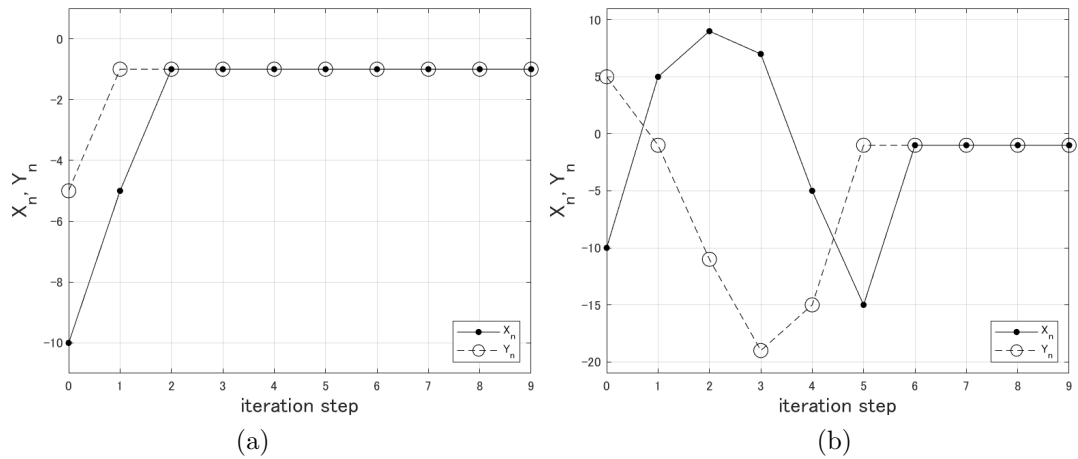 0
-2
-4
-6
-8
-10
X_n, Y_n
0 1 2 3 4 5 6 7 8 9
iteration step
X_n
Y_n
(a)
10
5
0
-5
-10
-15
-20
X_n, Y_n
0 1 2 3 4 5 6 7 8 9
iteration step
X_n
Y_n
(b)